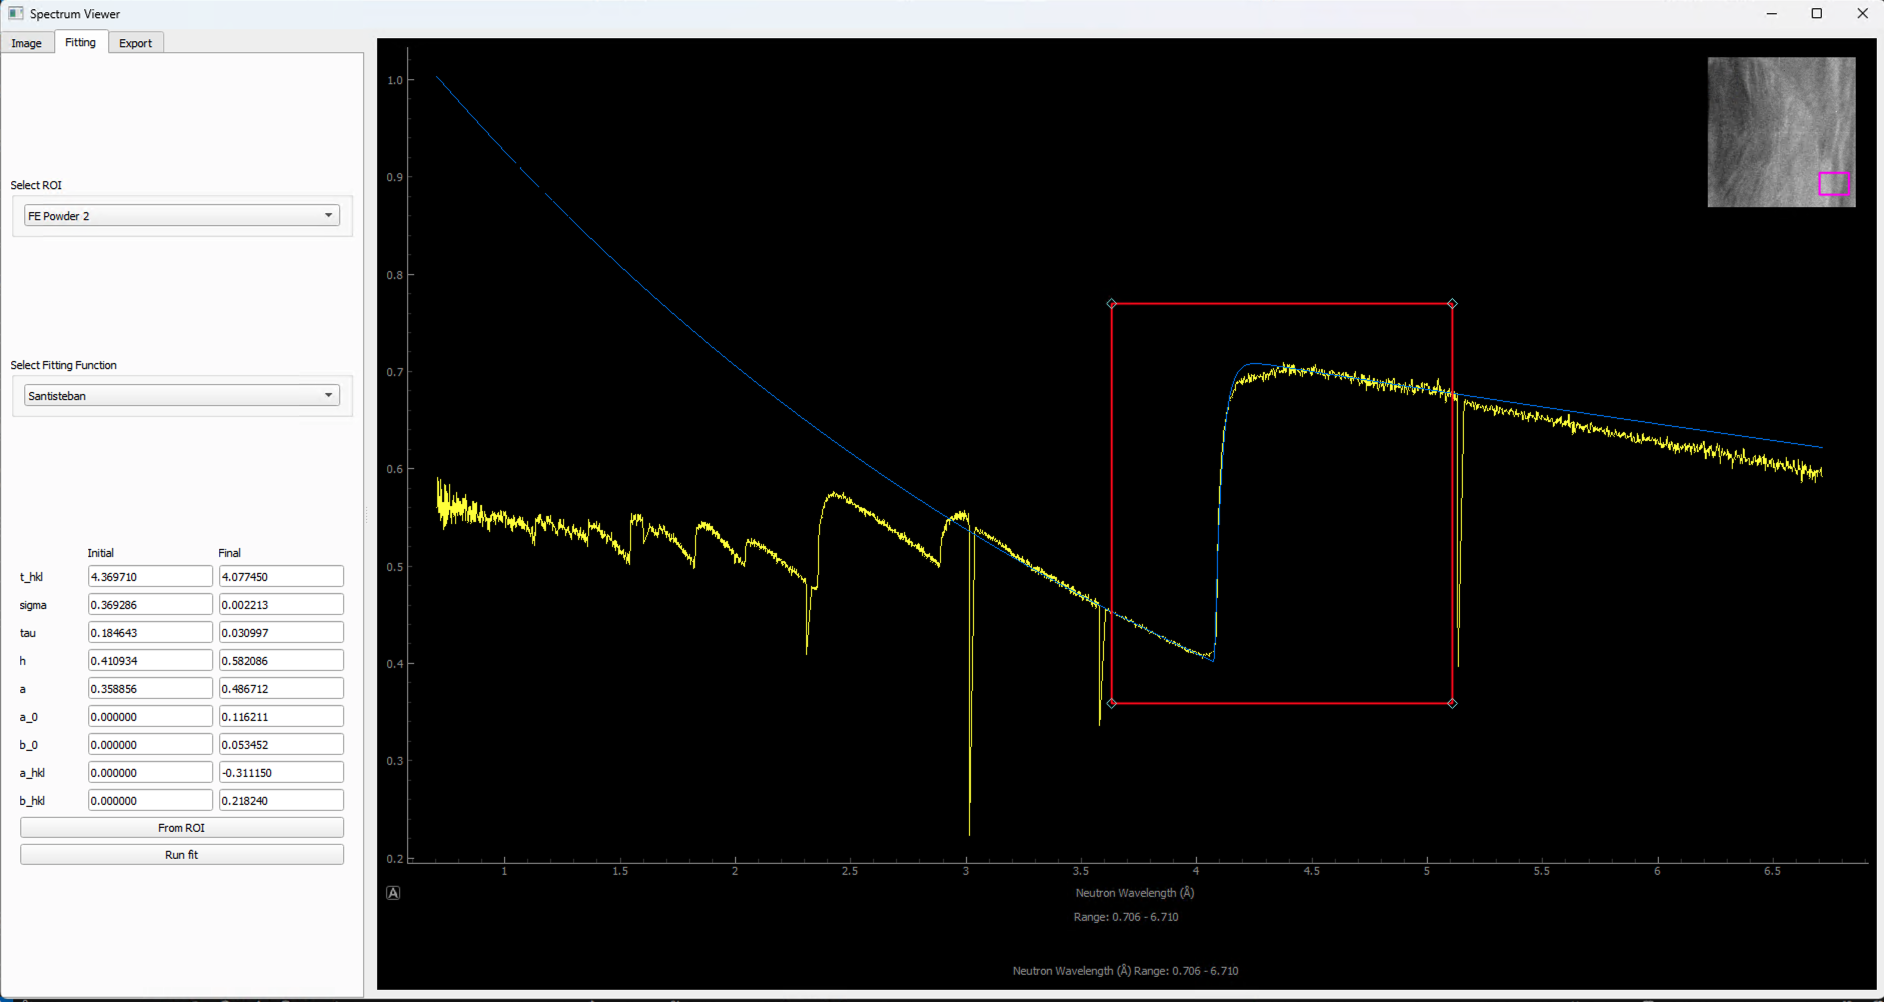 Spectrum Viewer
Image Fitting Export
Select ROI
FE Powder 2
Select Fitting Function
Santisteban
Initial Final
t_hkl 4.369710 4.077450
sigma 0.369286 0.002213
tau 0.184643 0.030997
h 0.410934 0.582086
a 0.358856 0.486712
a_0 0.000000 0.116211
b_0 0.000000 0.053452
a_hkl 0.000000 -0.311150
b_hkl 0.000000 0.218240
From ROI
Run fit
1.0
0.9
0.8
0.7
0.6
0.5
0.4
0.3
0.2
1 1.5 2 2.5 3 3.5 4 4.5 5 5.5 6 6.5
A
Neutron Wavelength (Å)
Range: 0.706 - 6.710
Neutron Wavelength (Å) Range: 0.706 - 6.710